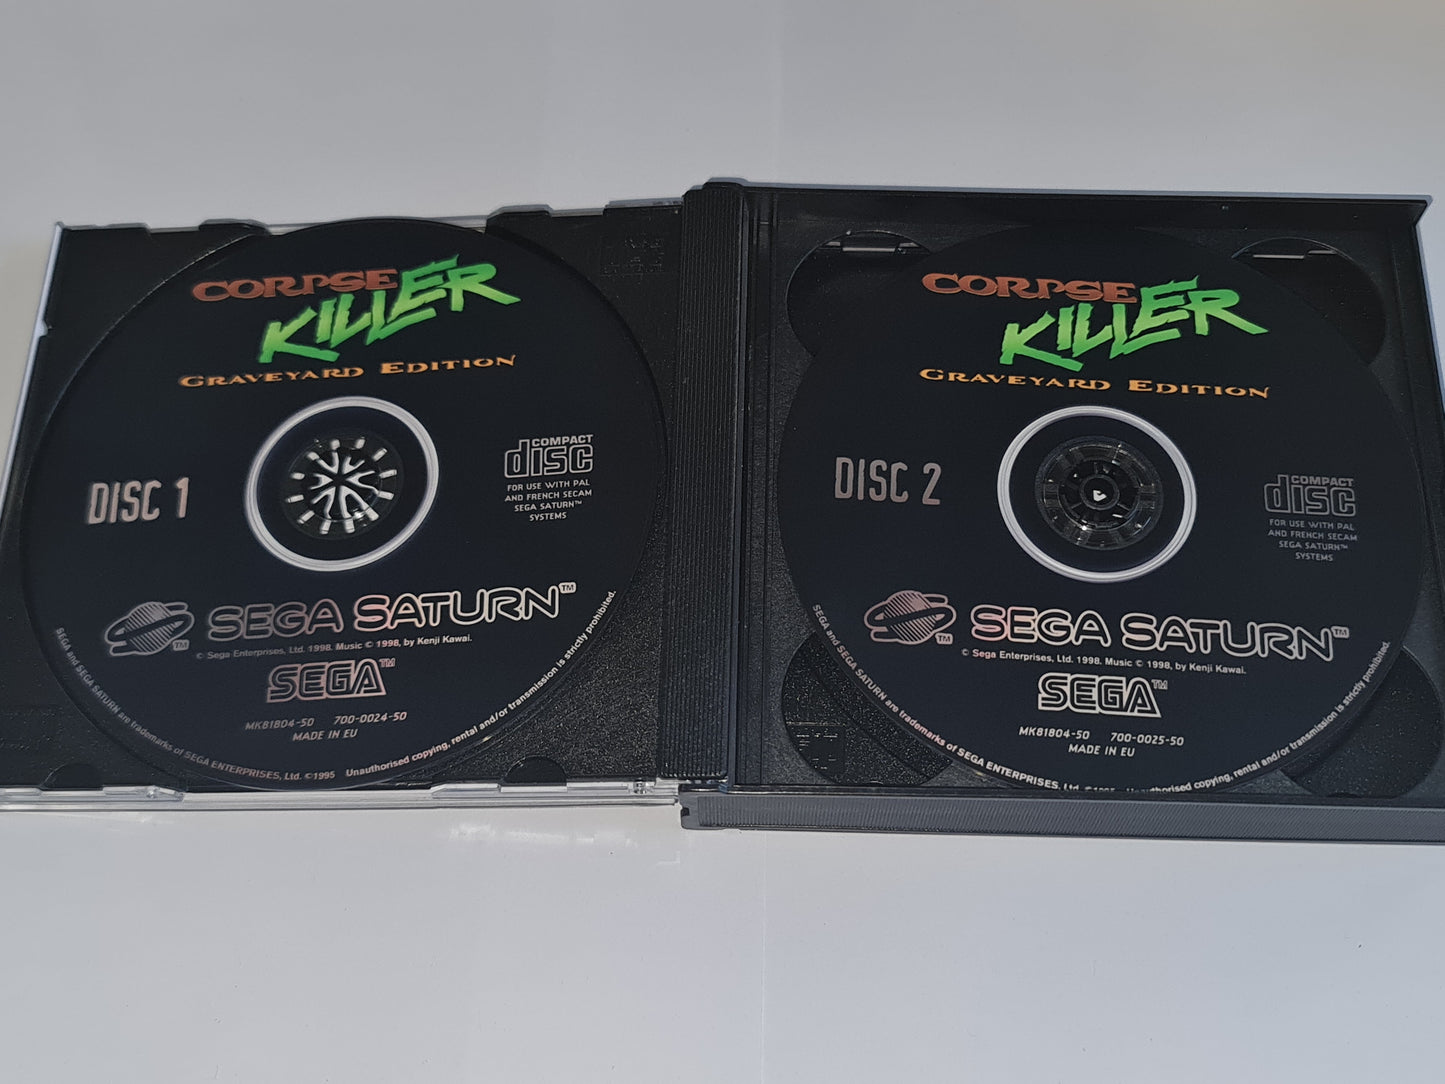 CORPSE
KILLER
GRAVEYARD EDITION
DISC 1
COMPACT
disc
FOR USE WITH PAL
AND FRENCH SECAM
SEGA SATURN™
SYSTEMS
SEGA SATURN™
TM
© Sega Enterprises, Ltd. 1998. Music © 1998, by Kenji Kawai.
SEGA™
MK81804-50 700-0024-50
MADE IN EU
SEGA and SEGA SATURN are trademarks of SEGA ENTERPRISES, Ltd. ©1995 Unauthorised copying, rental and/or transmission is strictly prohibited.
CORPSE
KILLER
GRAVEYARD EDITION
DISC 2
COMPACT
disc
FOR USE WITH PAL
AND FRENCH SECAM
SEGA SATURN™
SYSTEMS
SEGA SATURN™
TM
© Sega Enterprises, Ltd. 1998. Music © 1998, by Kenji Kawai.
SEGA™
MK81804-50 700-0025-50
MADE IN EU
SEGA and SEGA SATURN are trademarks of SEGA ENTERPRISES, Ltd. ©1995 Unauthorised copying, rental and/or transmission is strictly prohibited.